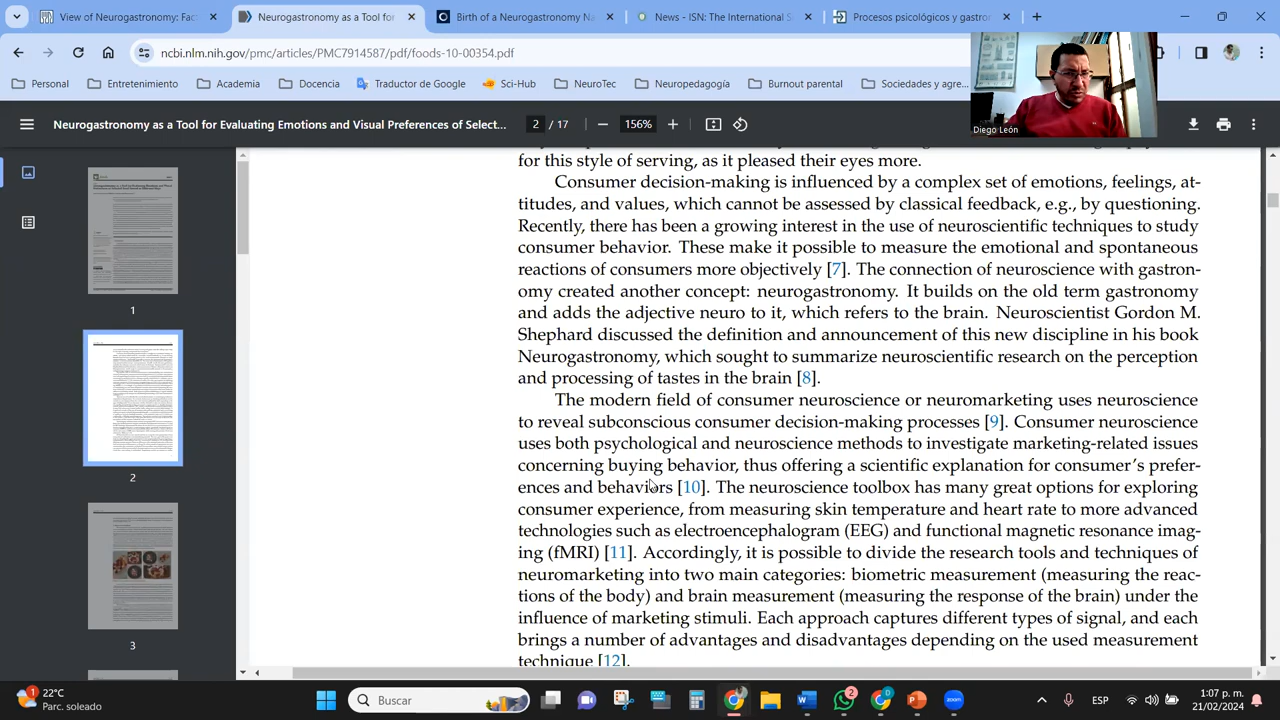 View of Neurogastronomy: Fac
Neurogastronomy as a Tool for
Birth of a Neurogastronomy Na
News - ISN: The International S
Procesos psicológicos y gastror
ncbi.nlm.nih.gov/pmc/articles/PMC7914583/pdf/foods-10-00354.pdf
Personal
Entretenimiento
Academia
Sci-Hub
NeuroTec
Neuropedagog
Burnout parental
Sociedades y agre...
Diego León
Neurogastronomy as a Tool for Evaluating Emotions and Visual Preferences of Select...
2 / 17
156%
for this style of serving, as it pleased their eyes more.
Consumer decision-making is influenced by a complex set of emotions, feelings, at-
titudes, and values, which cannot be assessed by classical feedback, e.g., by questioning.
Recently, there has been a growing interest in the use of neuroscientific techniques to study
consumer behavior. These make it possible to measure the emotional and spontaneous
reactions of consumers more objectively [7]. The connection of neuroscience with gastron-
omy created another concept: neurogastronomy. It builds on the old term gastronomy
and adds the adjective neuro to it, which refers to the brain. Neuroscientist Gordon M.
Shephard discussed the definition and announcement of this new discipline in his book
Neurogastronomy, which sought to summarize neuroscientific research on the perception
and processing of tastes in the brain [8].
The modern field of consumer neuroscience or neuromarketing uses neuroscience
to reveal subconscious consumer decision-making processes [9]. Consumer neuroscience
uses both psychological and neuroscience methods to investigate marketing-related issues
concerning buying behavior, thus offering a scientific explanation for consumer's prefer-
ences and behaviors [10]. The neuroscience toolbox has many great options for exploring
consumer experience, from measuring skin temperature and heart rate to more advanced
technologies such as electroencephalogram (EEG) and functional magnetic resonance imag-
ing (fMRI) [11]. Accordingly, it is possible to divide the research tools and techniques of
neuromarketing into two main categories: biometric measurement (measuring the reac-
tions of the body) and brain measurement (measuring the response of the brain) under the
influence of marketing stimuli. Each approach captures different types of signal, and each
brings a number of advantages and disadvantages depending on the used measurement
technique [12].
1
2
3
1
22°C
Parc. soleado
Buscar
2
zoom
ESP
1:07 p. m.
21/02/2024